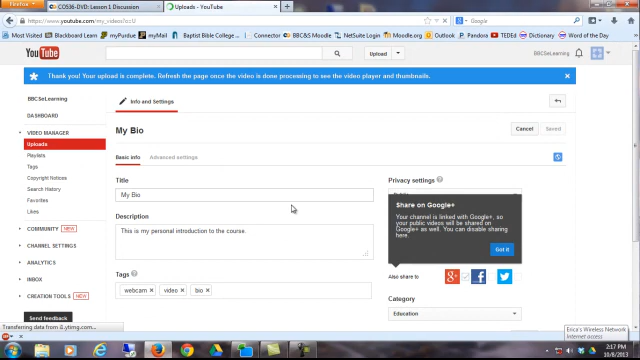 Firefox
CO536-DVD: Lesson 1 Discussion
Uploads - YouTube
https://www.youtube.com/my_videos?o=U
Most Visited
Blackboard Learn
myPurdue
MyPath
Baptist Bible College ...
Connector
Moodle
BBC&S Moodle
Hotmail
Facebook
Pinterest
TEDEd
Dictionary.com
Word of the Day
YouTube
Upload
BBCSeLearning
Thank you! Your upload is complete. Refresh the page once the video is done processing to see the video player and thumbnails.
BBCSeLearning
DASHBOARD
VIDEO MANAGER
Uploads
Playlists
Tags
Copyright Notices
Search History
Favorites
Likes
COMMUNITY NEW!
CHANNEL SETTINGS
ANALYTICS
INBOX
CREATION TOOLS NEW!
Send feedback
Info and Settings
My Bio
Cancel
Saved
Basic info
Advanced settings
Title
My Bio
Description
This is my personal introduction to the course.
Tags
webcam
video
bio
Privacy settings
Share on Google+
Your channel is linked with Google+, so
your public videos will be shared on
Google+ as well. You can disable sharing
here.
Got it
Also share to
Category
Education
Transferring data from i1.ytimg.com...
Erica's Wireless Network
Internet access
2:17 PM
10/8/2013